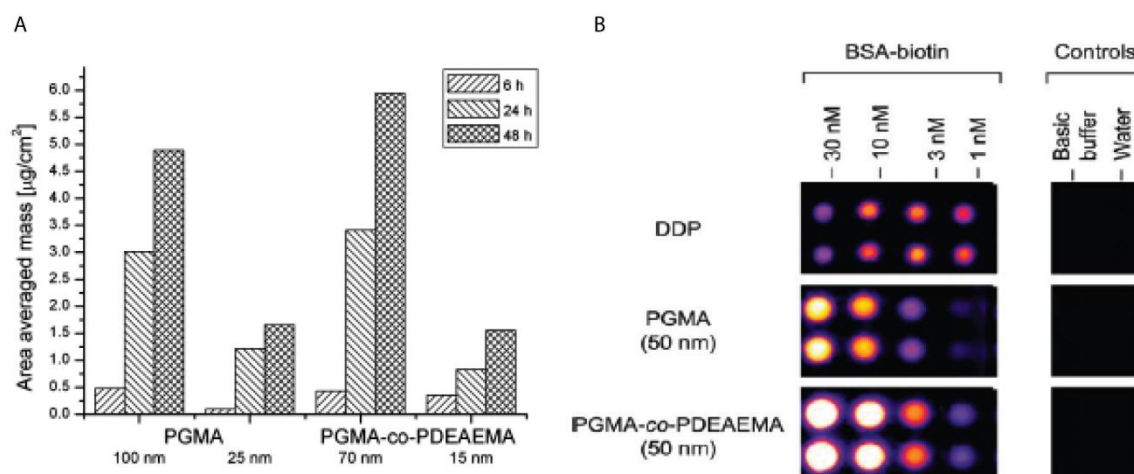 A
Area averaged mass [µg/cm²]
6.0
5.5
5.0
4.5
4.0
3.5
3.0
2.5
2.0
1.5
1.0
0.5
0.0
6 h
24 h
48 h
PGMA
PGMA-co-PDEAEMA
100 nm
25 nm
70 nm
15 nm
B
BSA-biotin
Controls
30 nM
10 nM
3 nM
1 nM
Basic
buffer
Water
DDP
PGMA
(50 nm)
PGMA-co-PDEAEMA
(50 nm)